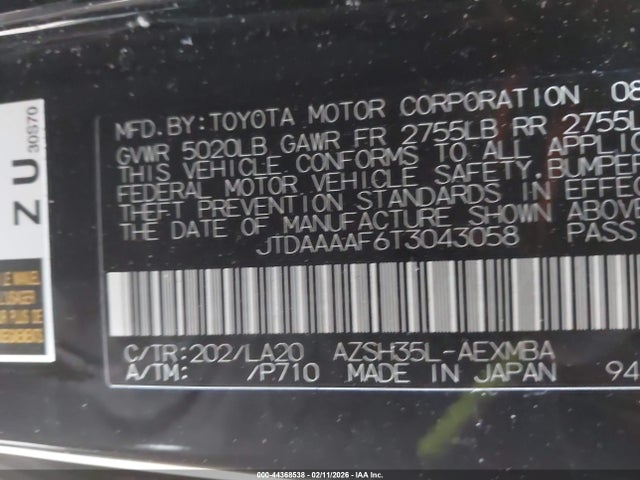 MFD.BY:TOYOTA MOTOR CORPORATION 08
GVWR 5020LB GAWR FR 2755LB RR 2755L
THIS VEHICLE CONFORMS TO ALL APPLIC
FEDERAL MOTOR VEHICLE SAFETY,BUMPER
THEFT PREVENTION STANDARDS IN EFFEC
THE DATE OF MANUFACTURE SHOWN ABOVE
JTDAAAAF6T3043058 PASS
C/TR:202/LA20 AZSH35L-AEXMBA
A/TM: /P710 MADE IN JAPAN 94
Z U
30S70
000-44368538 - 02/11/2026 - IAA Inc.